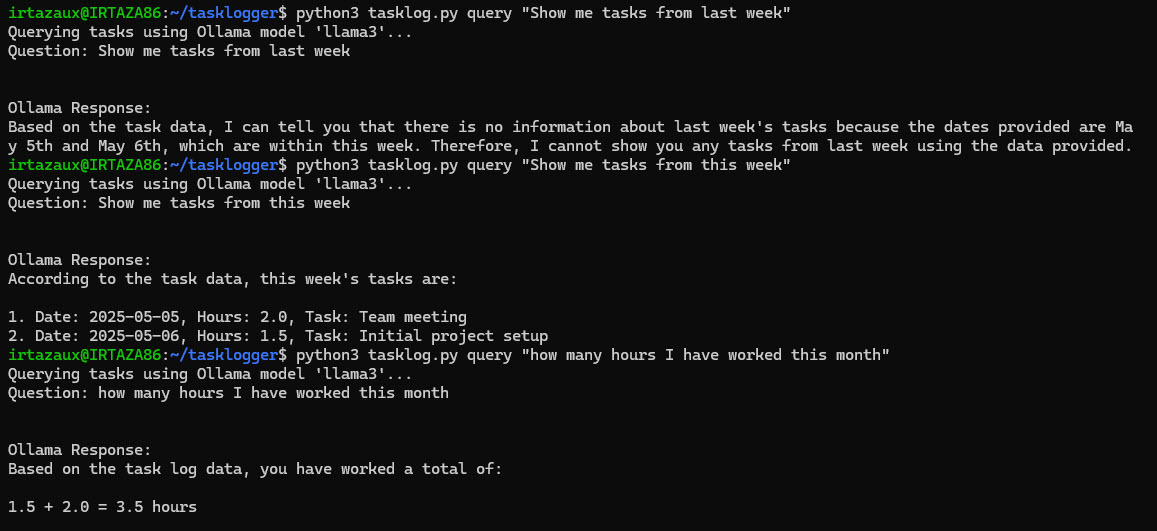 irtazaux@IRTAZA86:~/tasklogger$ python3 tasklog.py query "Show me tasks from last week"
Querying tasks using Ollama model 'llama3'...
Question: Show me tasks from last week
Ollama Response:
Based on the task data, I can tell you that there is no information about last week's tasks because the dates provided are Ma
y 5th and May 6th, which are within this week. Therefore, I cannot show you any tasks from last week using the data provided.
irtazaux@IRTAZA86:~/tasklogger$ python3 tasklog.py query "Show me tasks from this week"
Querying tasks using Ollama model 'llama3'...
Question: Show me tasks from this week
Ollama Response:
According to the task data, this week's tasks are:
1. Date: 2025-05-05, Hours: 2.0, Task: Team meeting
2. Date: 2025-05-06, Hours: 1.5, Task: Initial project setup
irtazaux@IRTAZA86:~/tasklogger$ python3 tasklog.py query "how many hours I have worked this month"
Querying tasks using Ollama model 'llama3'...
Question: how many hours I have worked this month
Ollama Response:
Based on the task log data, you have worked a total of:
1.5 + 2.0 = 3.5 hours